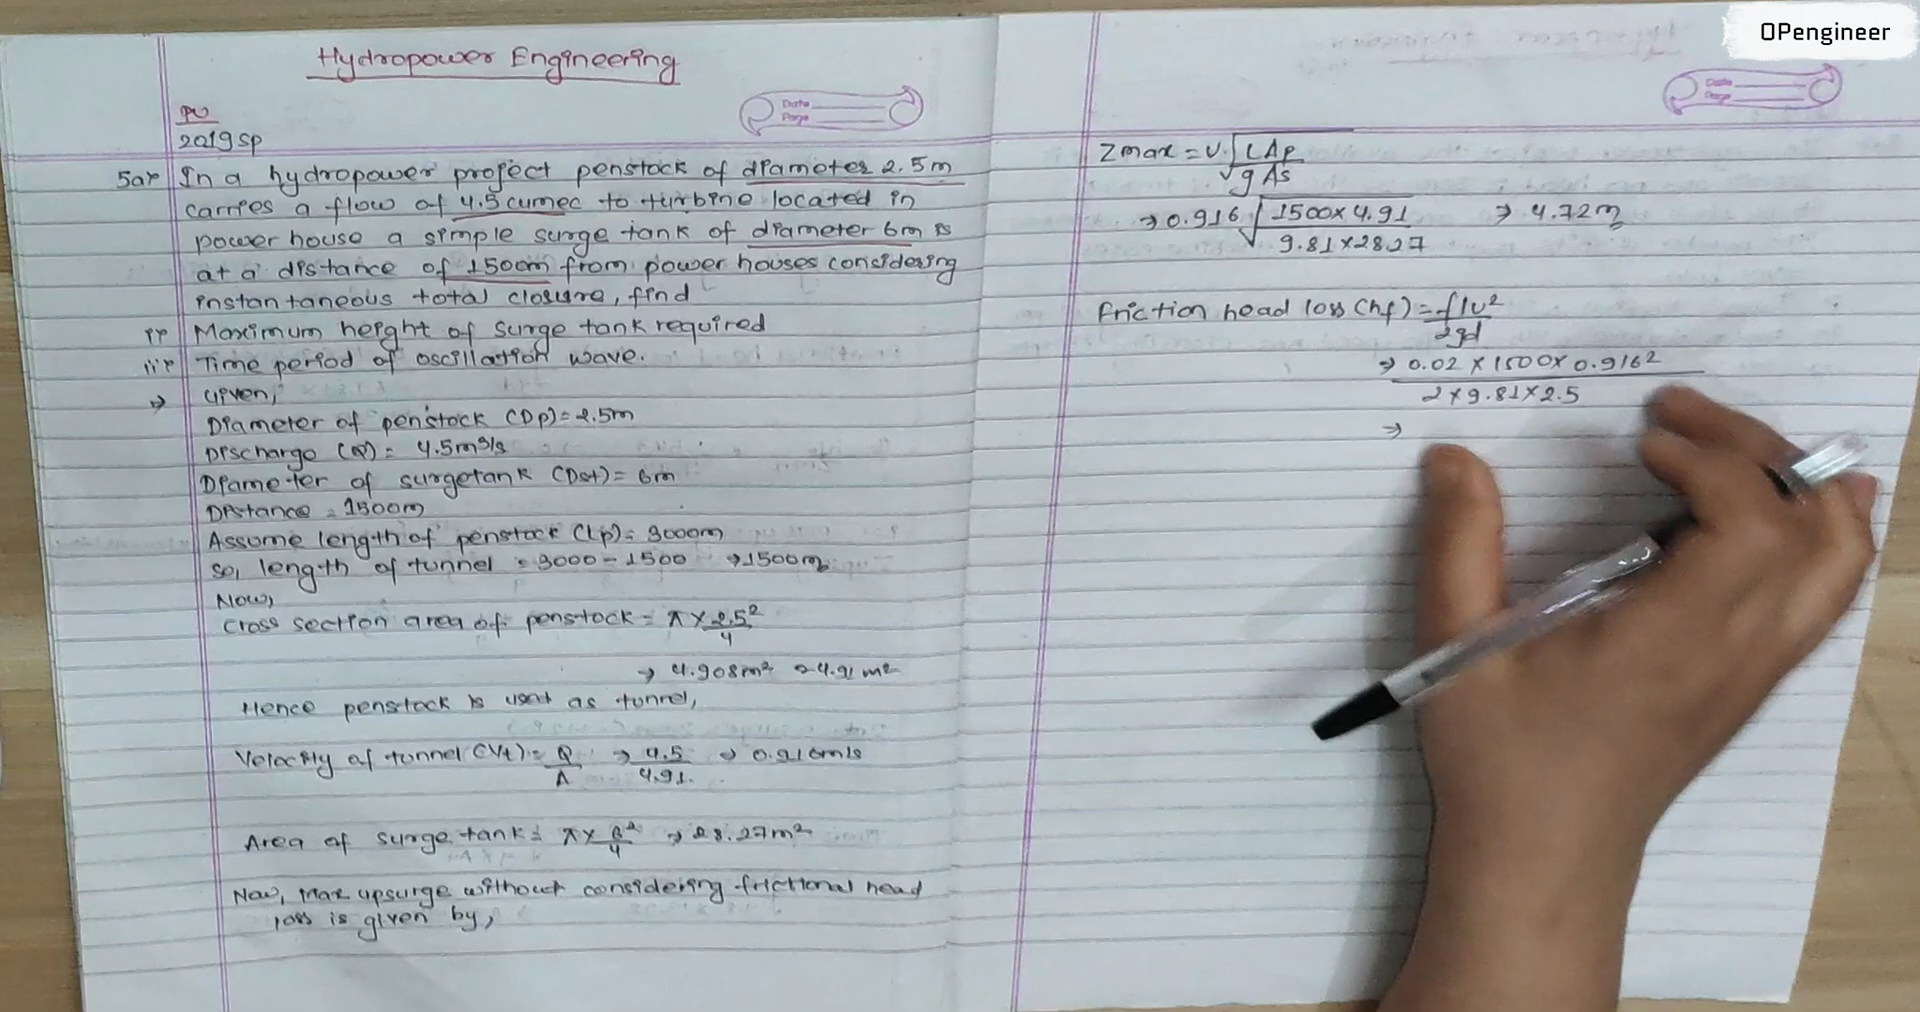 OPengineer
Hydropower Engineering
Date
Page
PU
2019 sp
5a> In a hydropower project penstock of diameter 2.5m
carries a flow of 4.5 cumec to turbine located in
power house a simple surge tank of diameter 6m is
at a distance of 1500m from power houses considering
instantaneous total closure, find
i> Maximum height of surge tank required
ii> Time period of oscillation wave.
→ Given,
Diameter of penstock (Dp) = 2.5m
Discharge (Q) = 4.5m³/s
Diameter of surgetank (Dst) = 6m
Distance = 1500m
Assume length of penstock (Lp) = 3000m
so, length of tunnel = 3000 - 1500 → 1500m
Now,
Cross section area of penstock = π × 2.5²/4
→ 4.908m² ≈ 4.91 m²
Hence penstock is used as tunnel,
Velocity of tunnel (Vt) = Q/A → 4.5/4.91 → 0.916m/s
Area of surge tank = π × 6²/4 → 28.27m²
Now, Max upsurge without considering frictional head
loss is given by,
Date
Page
Zmax = v.√LAp/gAs
→ 0.916 √1500×4.91/9.81×28.27 → 4.72m
friction head loss (hf) = flv²/2gd
→ 0.02 × 1500 × 0.916²/2×9.81×2.5
→